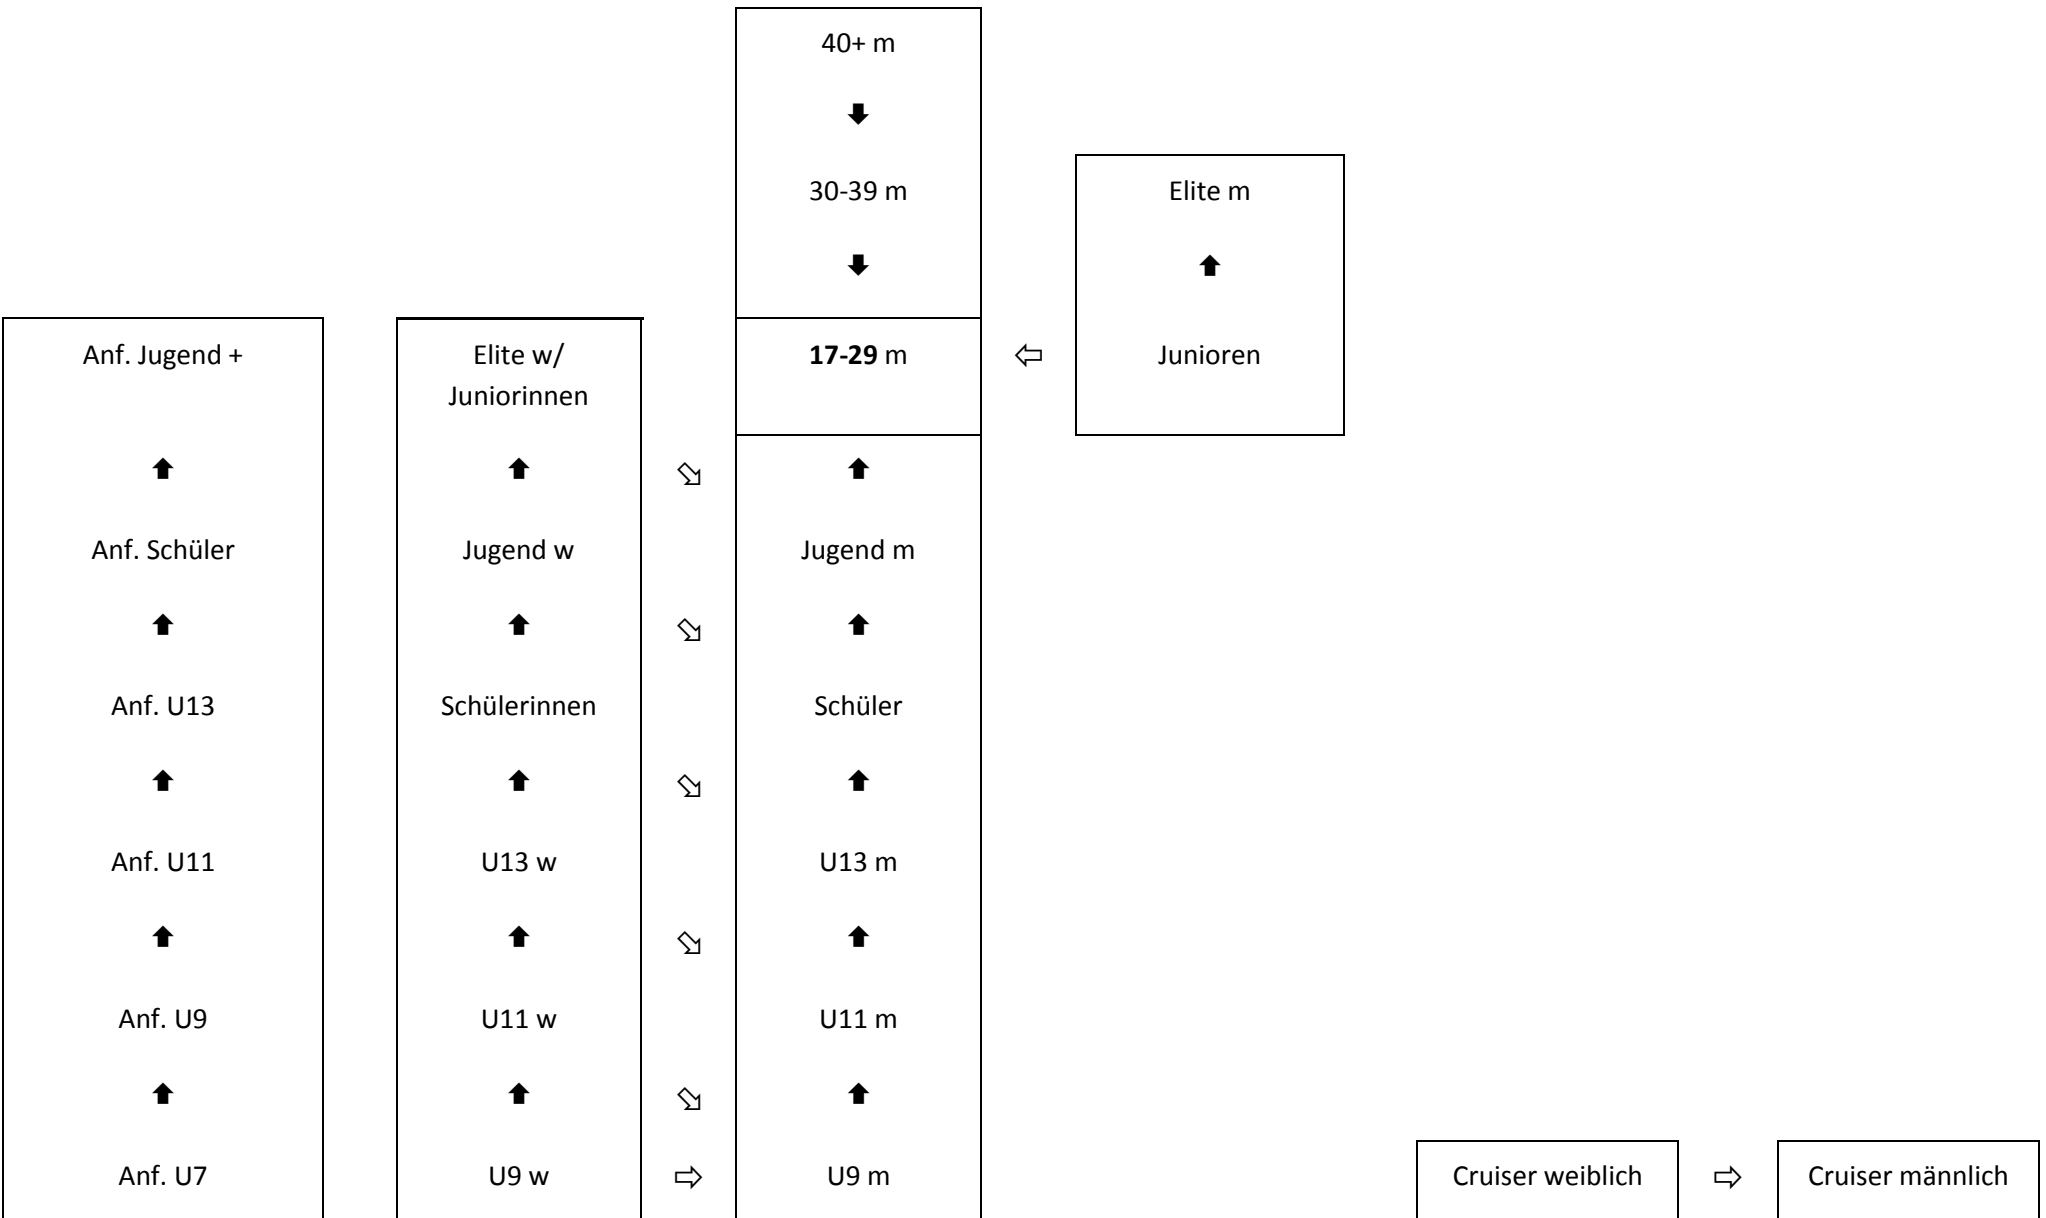 40+ m
🡇
30-39 m
Elite m
🡇
🡅
Anf. Jugend +
Elite w/
Juniorinnen
17-29 m
⇦
Junioren
🡅
🡅
⬂
🡅
Anf. Schüler
Jugend w
Jugend m
🡅
🡅
⬂
🡅
Anf. U13
Schülerinnen
Schüler
🡅
🡅
⬂
🡅
Anf. U11
U13 w
U13 m
🡅
🡅
⬂
🡅
Anf. U9
U11 w
U11 m
🡅
🡅
⬂
🡅
Anf. U7
U9 w
⇨
U9 m
Cruiser weiblich
⇨
Cruiser männlich